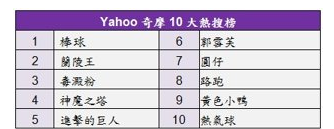 Yahoo 奇摩 10 大熱搜榜
1 棒球 6 郭雪芙
2 蘭陵王 7 圓仔
3 毒澱粉 8 路跑
4 神魔之塔 9 黃色小鴨
5 進擊的巨人 10 熱氣球